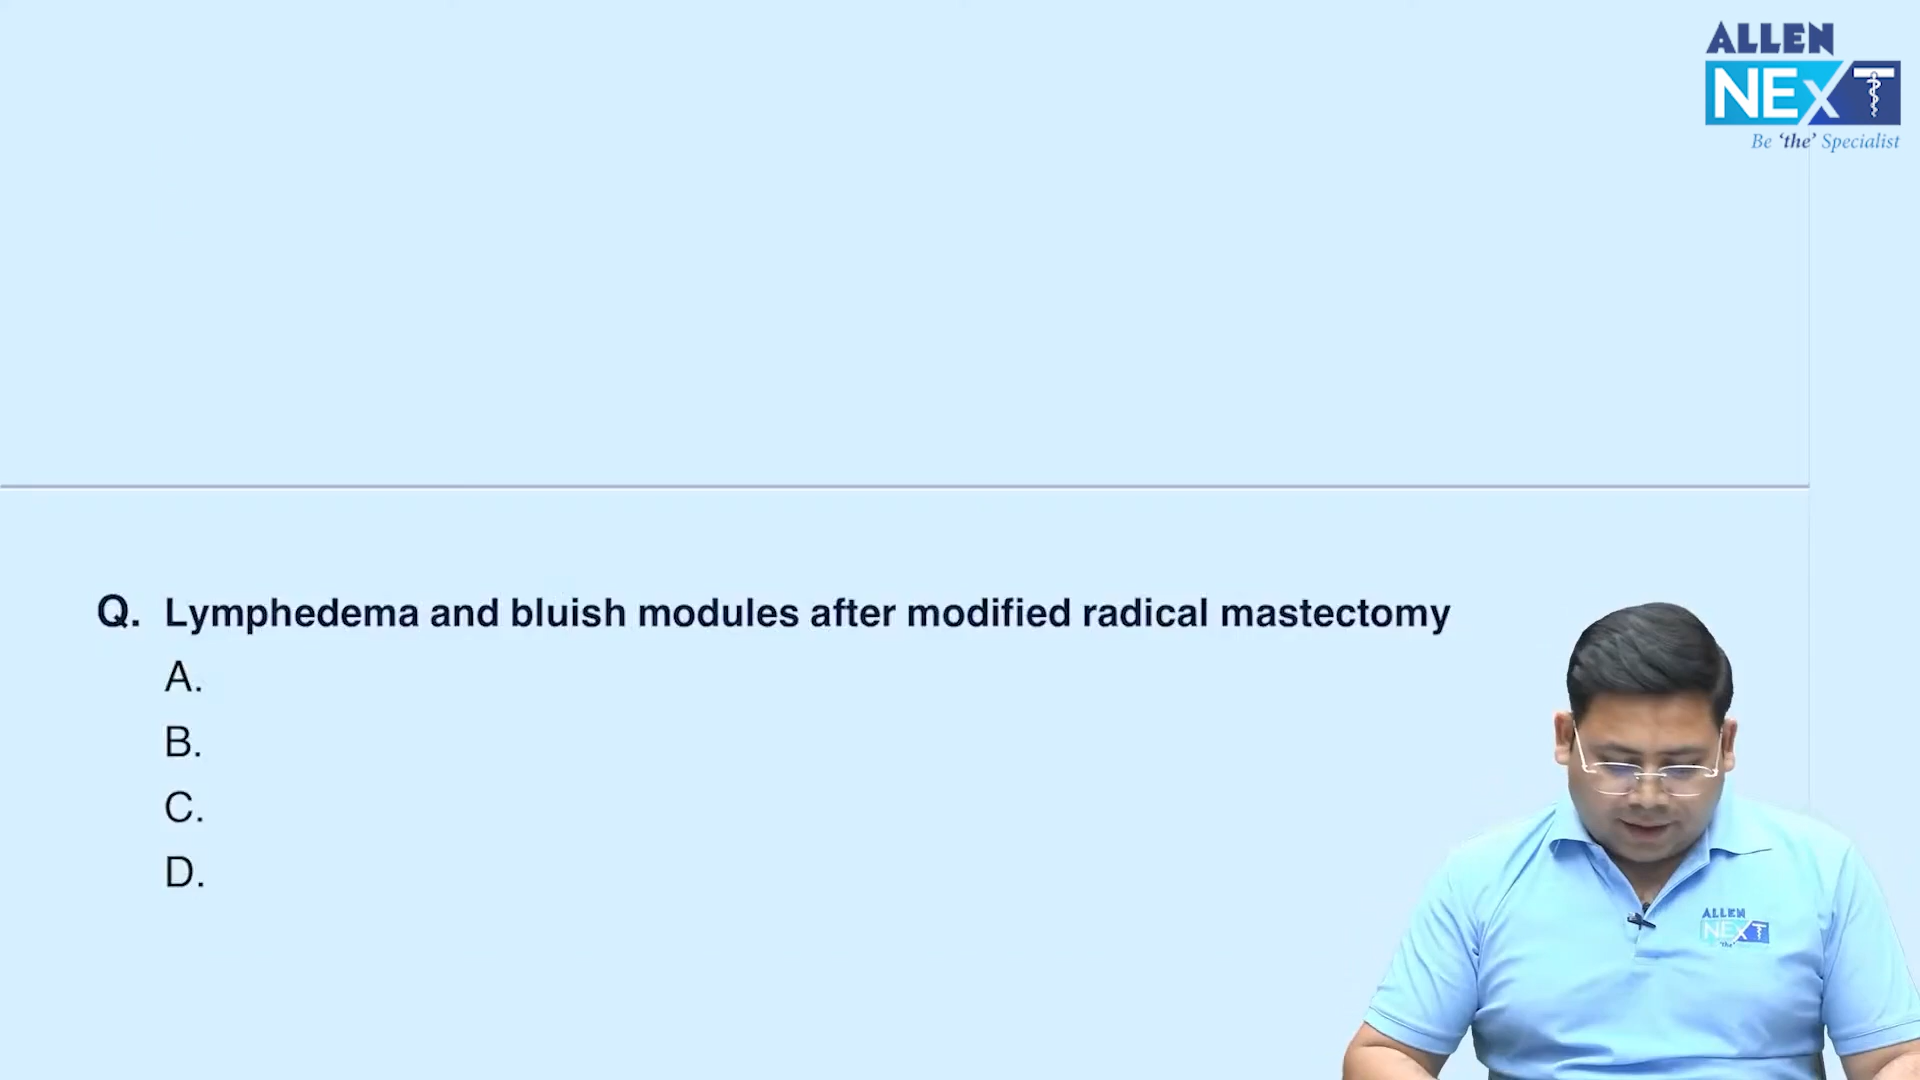 ALLEN
NEXT
Be 'the' Specialist
Q. Lymphedema and bluish modules after modified radical mastectomy
A.
B.
C.
D.
ALLEN
NEXT